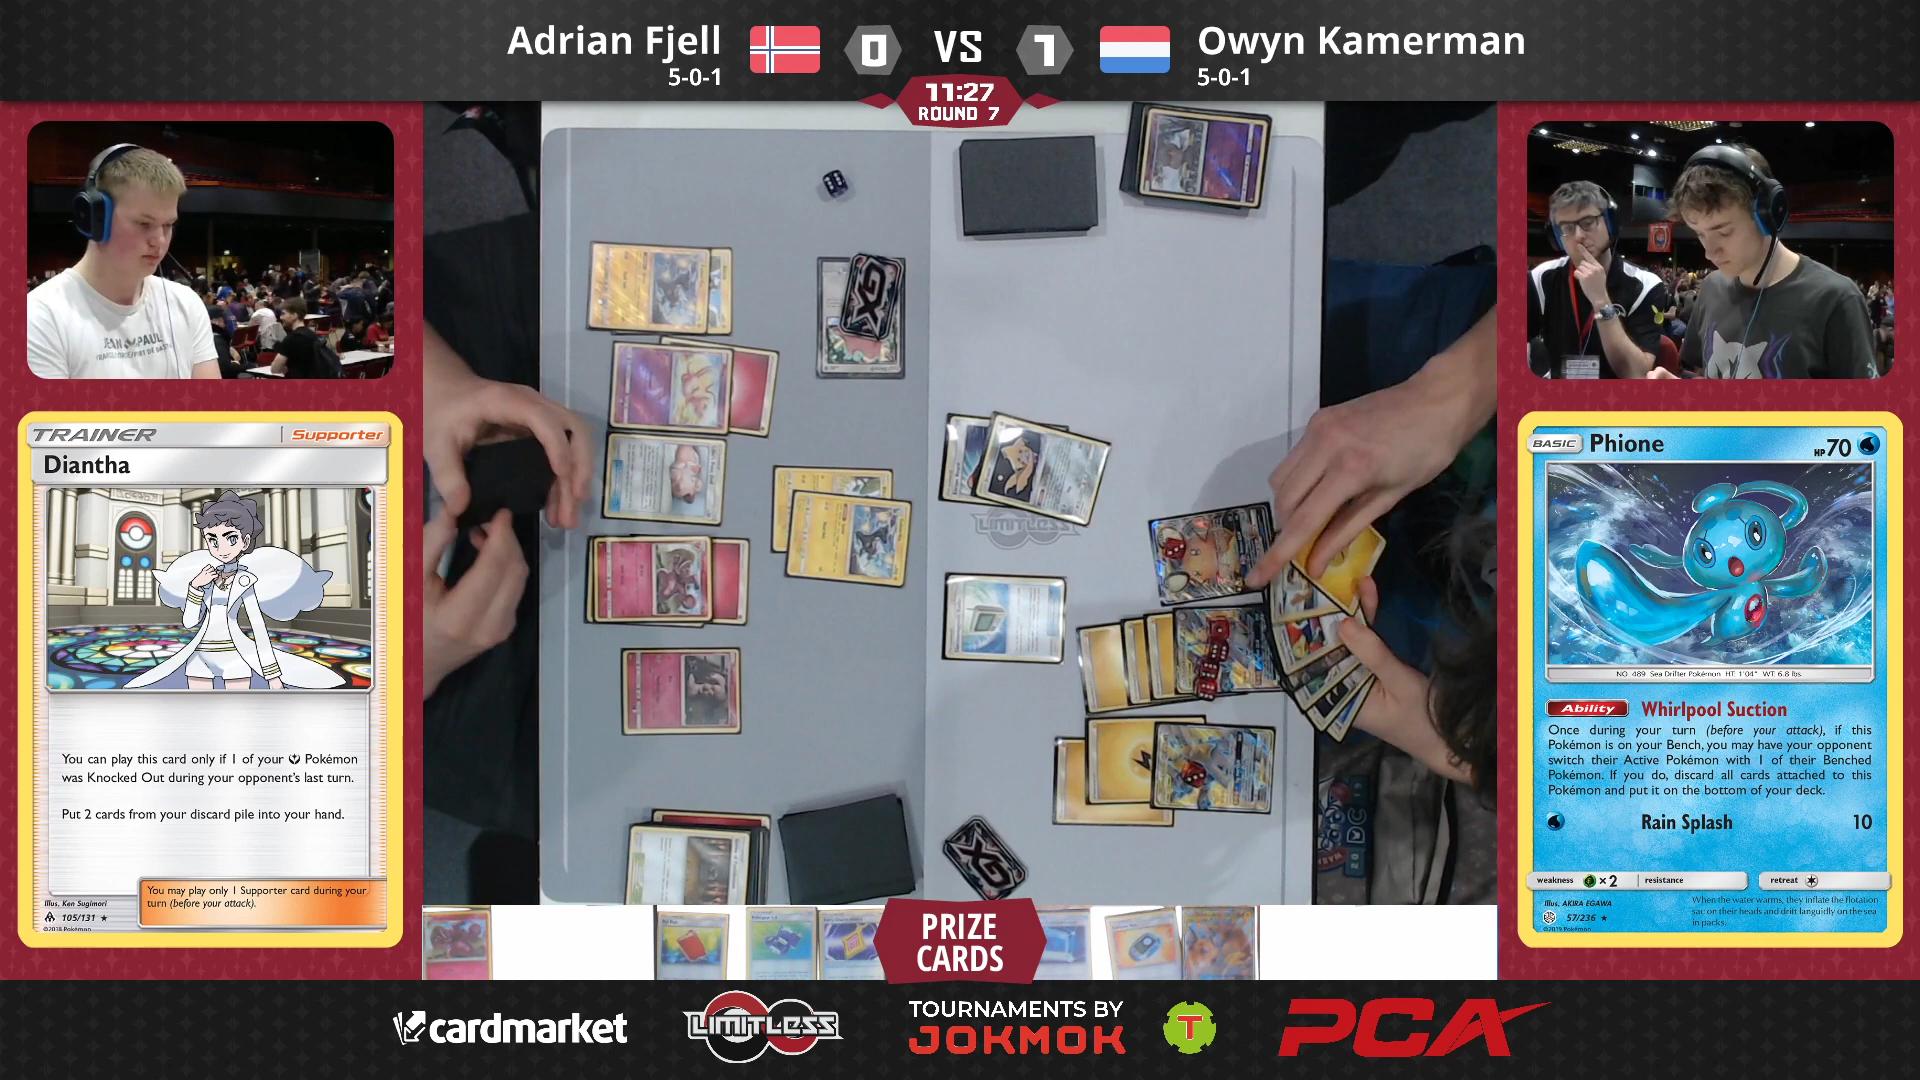 Adrian Fjell
5-0-1
0
VS
1
Owyn Kamerman
5-0-1
11:27
ROUND 7
TRAINER
Supporter
Diantha
You can play this card only if 1 of your Pokémon
was Knocked Out during your opponent's last turn.
Put 2 cards from your discard pile into your hand.
You may play only 1 Supporter card during your
turn (before your attack).
Illus. Ken Sugimori
105/131
©2018 Pokémon
GX
LIMITLESS
GX
BASIC
Phione
HP70
NO. 489 Sea Drifter Pokémon HT: 1'04" WT: 6.8 lbs.
Ability Whirlpool Suction
Once during your turn (before your attack), if this
Pokémon is on your Bench, you may have your opponent
switch their Active Pokémon with 1 of their Benched
Pokémon. If you do, discard all cards attached to this
Pokémon and put it on the bottom of your deck.
Rain Splash 10
weakness ×2 resistance retreat
Illus. AKIRA EGAWA
57/236
©2019 Pokémon
When the water warms, they inflate the flotation
sac on their heads and drift languidly on the sea
in packs.
PRIZE
CARDS
cardmarket
LIMITLESS
TOURNAMENTS BY
JOKMOK
T
PCA